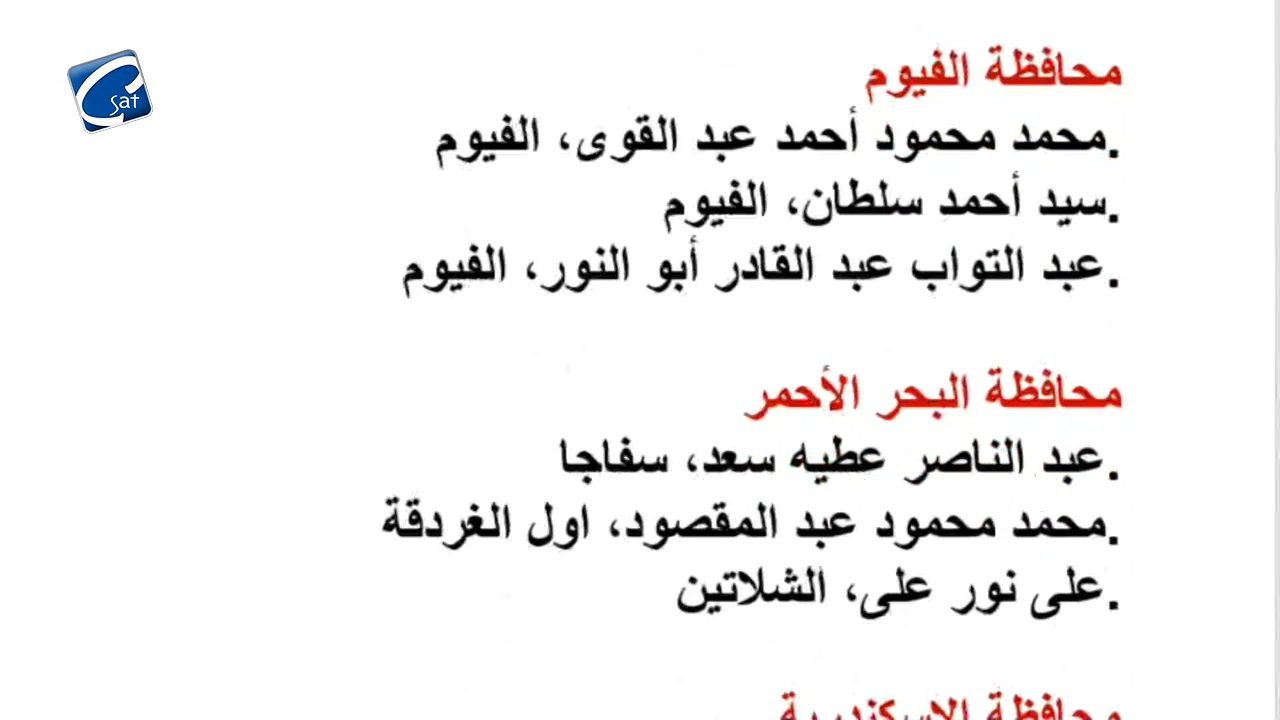 C Sat
محافظة الفيوم
.محمد محمود أحمد عبد القوى، الفيوم
.سيد أحمد سلطان، الفيوم
.عبد التواب عبد القادر أبو النور، الفيوم
محافظة البحر الأحمر
.عبد الناصر عطيه سعد، سفاجا
.محمد محمود عبد المقصود، اول الغردقة
.على نور على، الشلاتين
محافظة الاسكندرية